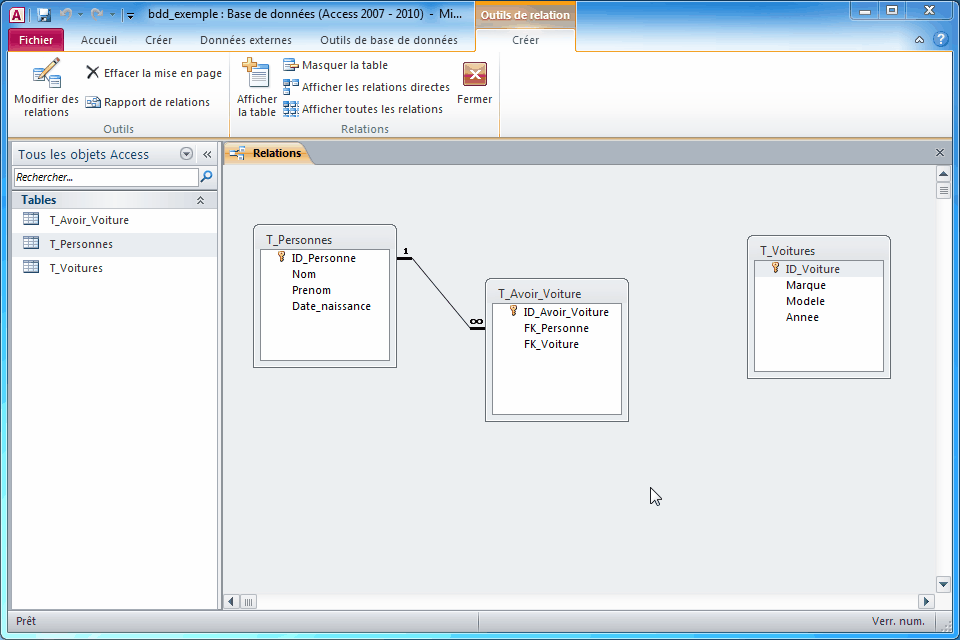 bdd_exemple : Base de données (Access 2007 - 2010) - Mi...
Outils de relation
Fichier
Accueil
Créer
Données externes
Outils de base de données
Créer
Modifier des relations
Effacer la mise en page
Rapport de relations
Outils
Afficher la table
Masquer la table
Afficher les relations directes
Afficher toutes les relations
Fermer
Relations
Tous les objets Access
Rechercher...
Tables
T_Avoir_Voiture
T_Personnes
T_Voitures
Relations
T_Personnes
ID_Personne
Nom
Prenom
Date_naissance
1
∞
T_Avoir_Voiture
ID_Avoir_Voiture
FK_Personne
FK_Voiture
T_Voitures
ID_Voiture
Marque
Modele
Annee
Prêt
Verr. num.